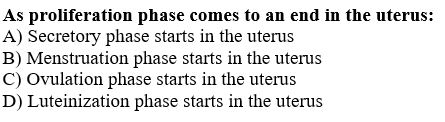 As proliferation phase comes to an end in the uterus:
A) Secretory phase starts in the uterus
B) Menstruation phase starts in the uterus
C) Ovulation phase starts in the uterus
D) Luteinization phase starts in the uterus